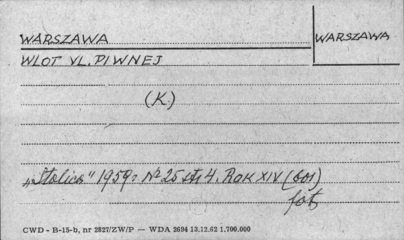 WARSZAWA
WARSZAWA
WLOT UL. PIWNEJ
(K.)
„Stolica" 1959 r Nº 25 str 4. ROK XIV (601)
fot.
CWD - B-15-b, nr 2827/ZW/P — WDA 2694 13.12.62 1.700.000